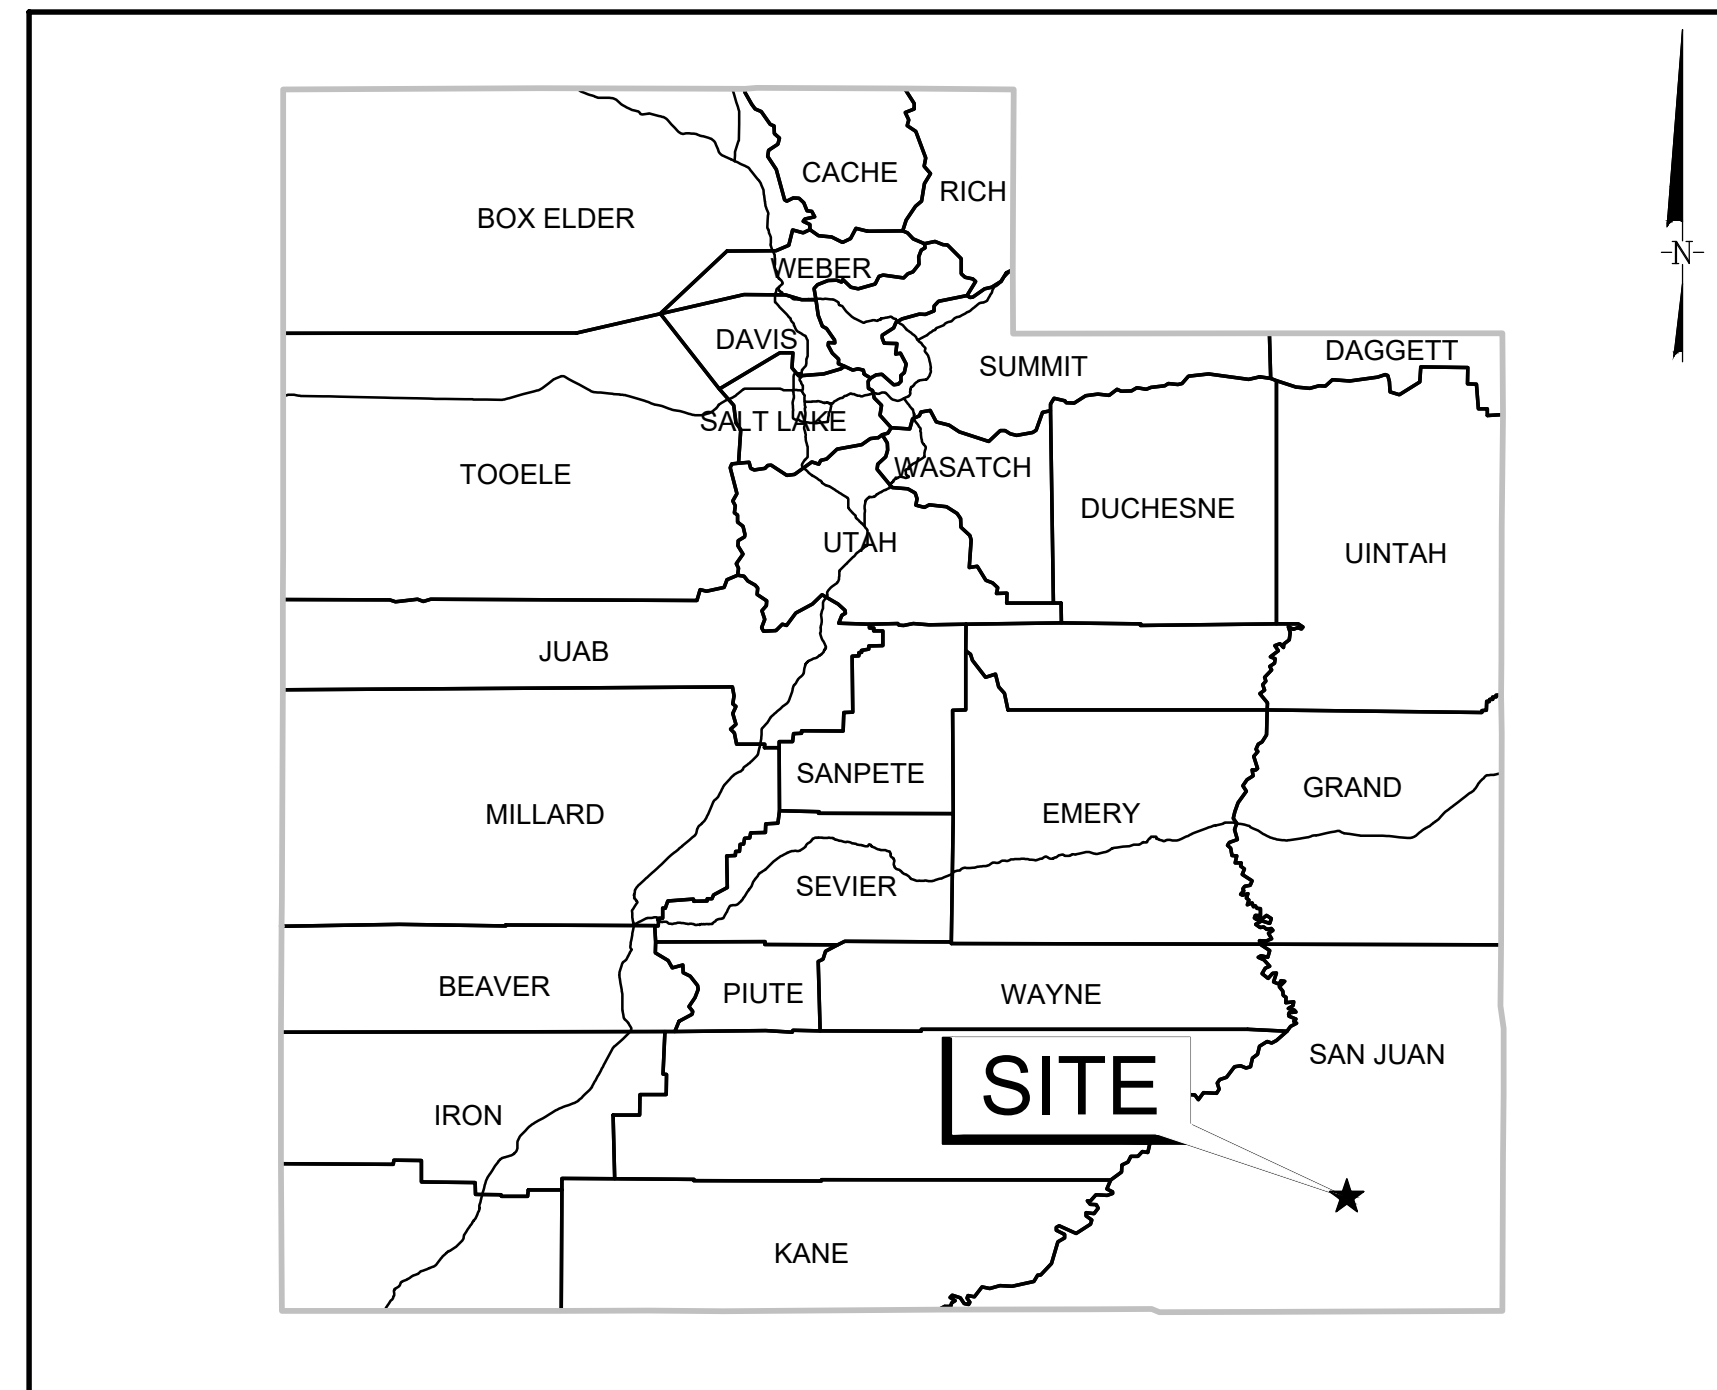 CACHE
RICH
BOX ELDER
-N-
WEBER
DAVIS
DAGGETT
SUMMIT
SALT LAKE
WASATCH
TOOELE
DUCHESNE
UTAH
UINTAH
JUAB
SANPETE
GRAND
MILLARD
EMERY
SEVIER
BEAVER
PIUTE
WAYNE
SAN JUAN
SITE
IRON
KANE